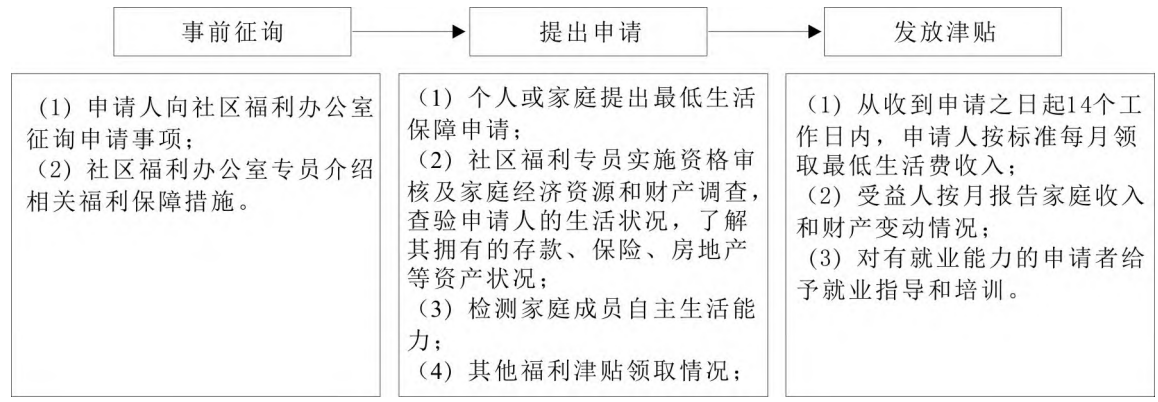 事前征询
提出申请
发放津贴
（1）申请人向社区福利办公室
征询申请事项；
（2）社区福利办公室专员介绍
相关福利保障措施。
（1）个人或家庭提出最低生活
保障申请；
（2）社区福利专员实施资格审
核及家庭经济资源和财产调查，
查验申请人的生活状况，了解
其拥有的存款、保险、房地产
等资产状况；
（3）检测家庭成员自主生活能
力；
（4）其他福利津贴领取情况；
（1）从收到申请之日起14个工
作日内，申请人按标准每月领
取最低生活费收入；
（2）受益人按月报告家庭收入
和财产变动情况；
（3）对有就业能力的申请者给
予就业指导和培训。